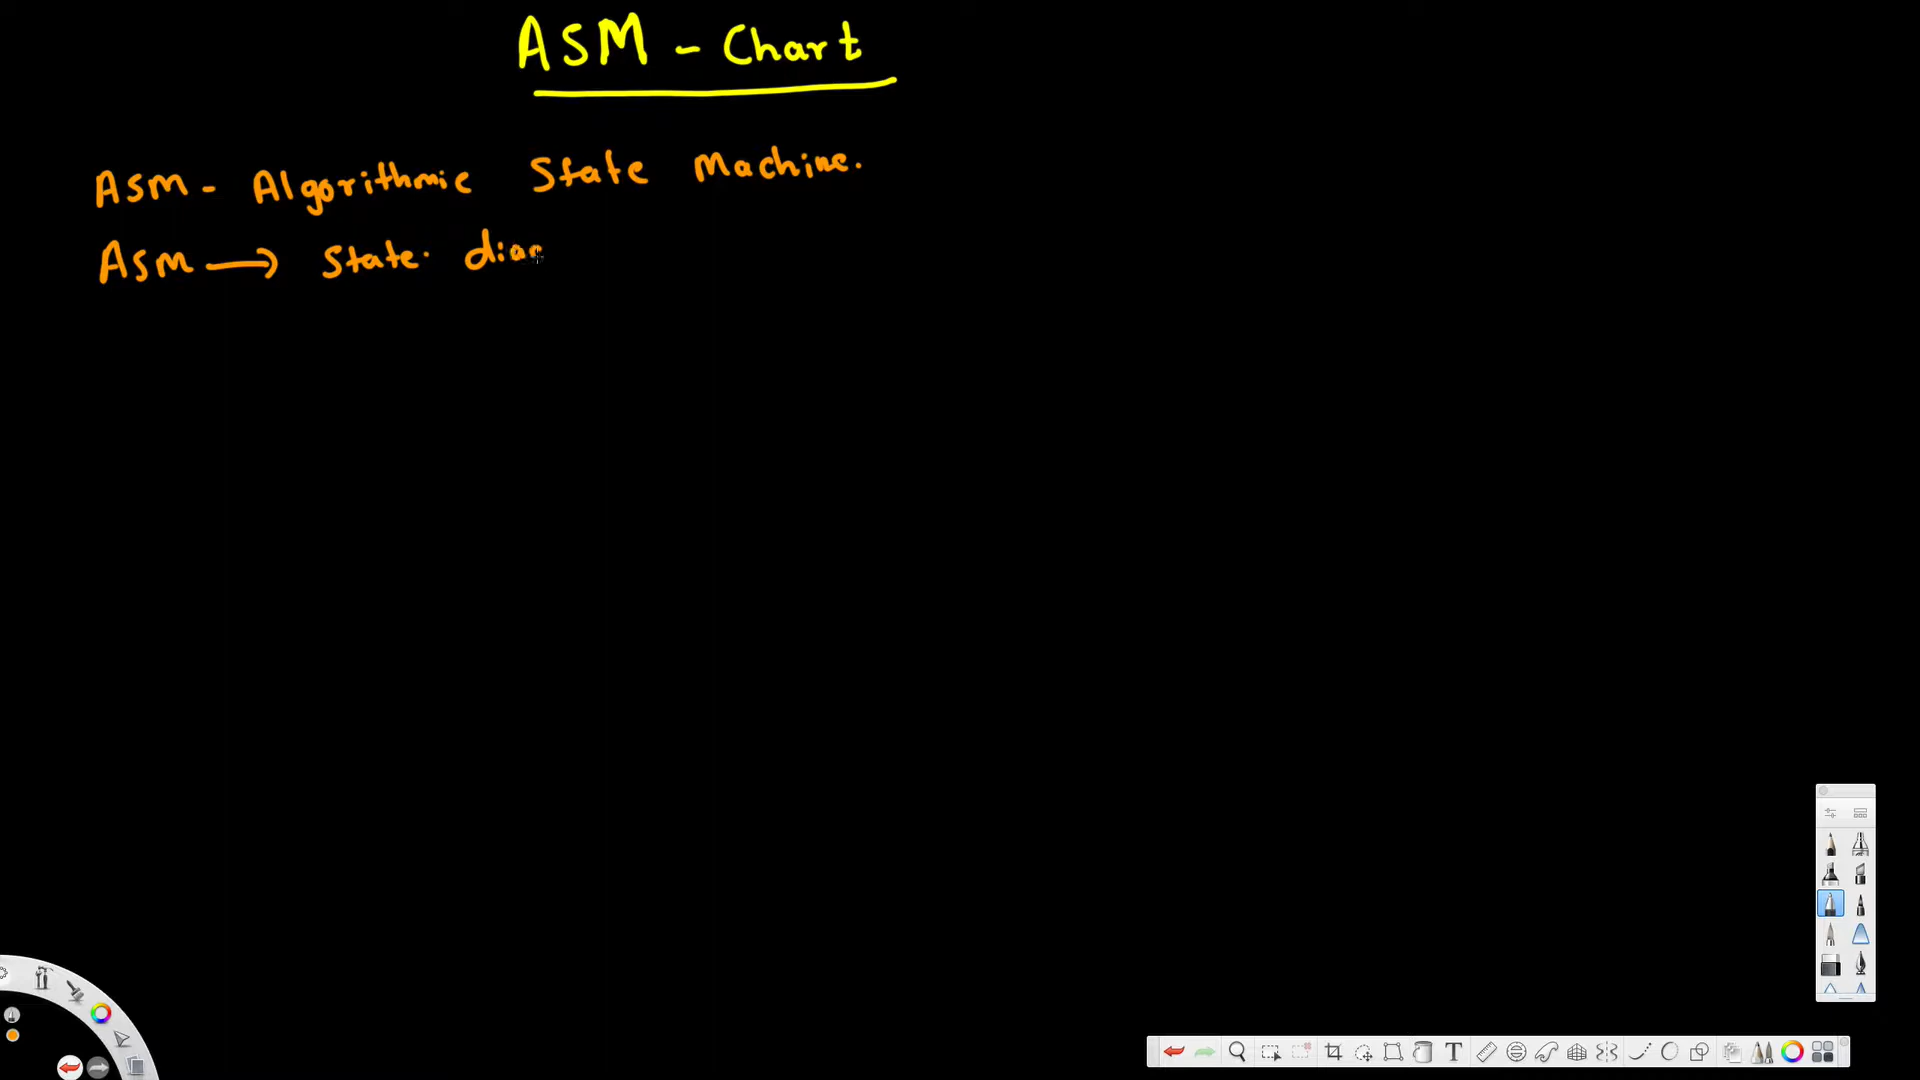 ASM - Chart
ASM - Algorithmic State Machine.
ASM → State. diag